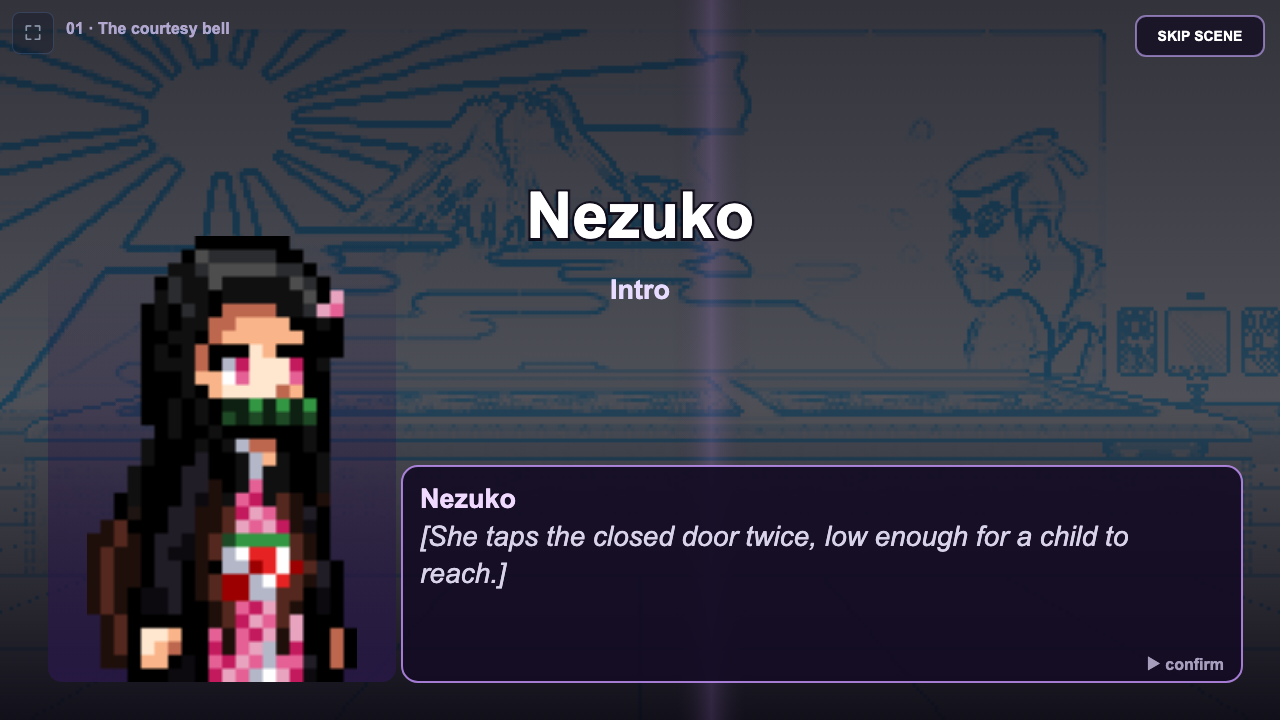 01 · The courtesy bell
SKIP SCENE
Nezuko
Intro
Nezuko
[She taps the closed door twice, low enough for a child to
reach.]
▶ confirm